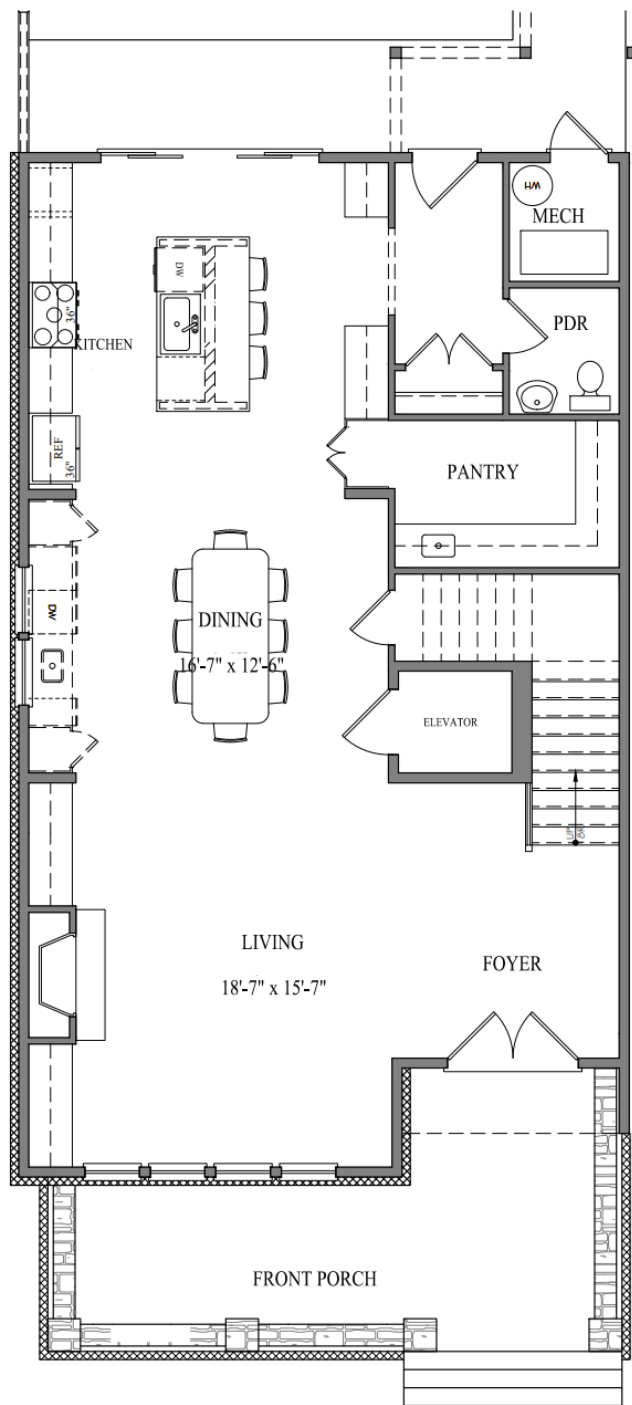 WH
MECH
DW
36"
KITCHEN
PDR
REF
36"
PANTRY
DINING
16'-7" x 12'-6"
DW
ELEVATOR
UP
LIVING
18'-7" x 15'-7"
FOYER
FRONT PORCH